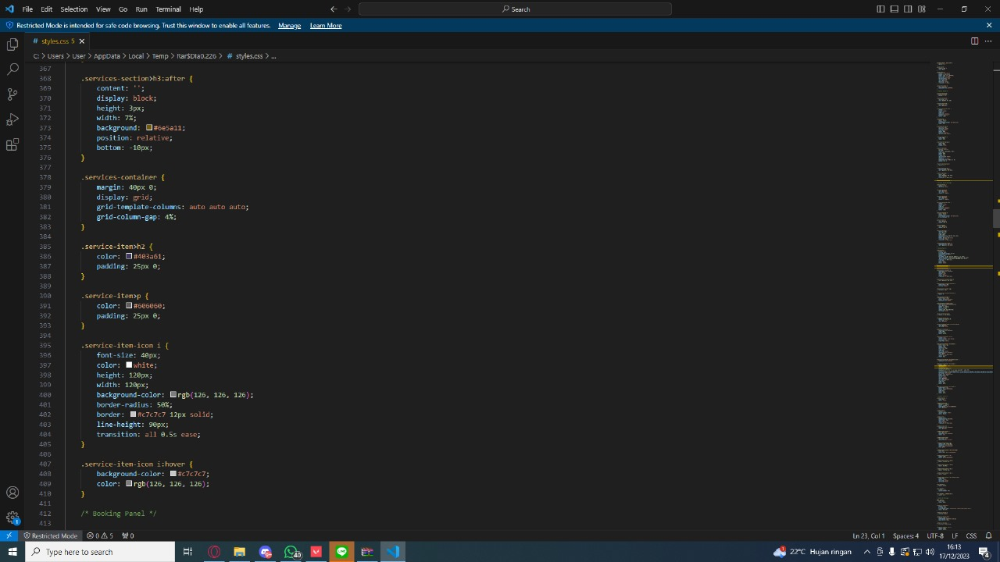 File Edit Selection View Go Run Terminal Help
Search
Restricted Mode is intended for safe code browsing. Trust this window to enable all features. Manage Learn More
# styles.css 5
C: > Users > User > AppData > Local > Temp > Rar$DIa0.226 > # styles.css > ...
367
368 .services-section>h3:after {
369 content: '';
370 display: block;
371 height: 3px;
372 width: 7%;
373 background: #6e5a11;
374 position: relative;
375 bottom: -10px;
376 }
377
378 .services-container {
379 margin: 40px 0;
380 display: grid;
381 grid-template-columns: auto auto auto;
382 grid-column-gap: 4%;
383 }
384
385 .service-item>h2 {
386 color: #403a61;
387 padding: 25px 0;
388 }
389
390 .service-item>p {
391 color: #606060;
392 padding: 25px 0;
393 }
394
395 .service-item-icon i {
396 font-size: 40px;
397 color: white;
398 height: 120px;
399 width: 120px;
400 background-color: rgb(126, 126, 126);
401 border-radius: 50%;
402 border: #c7c7c7 12px solid;
403 line-height: 90px;
404 transition: all 0.5s ease;
405 }
406
407 .service-item-icon i:hover {
408 background-color: #c7c7c7;
409 color: rgb(126, 126, 126);
410 }
411
412 /* Booking Panel */
413
1
Restricted Mode 0 5 0
Ln 23, Col 1 Spaces: 4 UTF-8 LF CSS
Type here to search
40
22°C Hujan ringan
16:13
17/12/2023
4